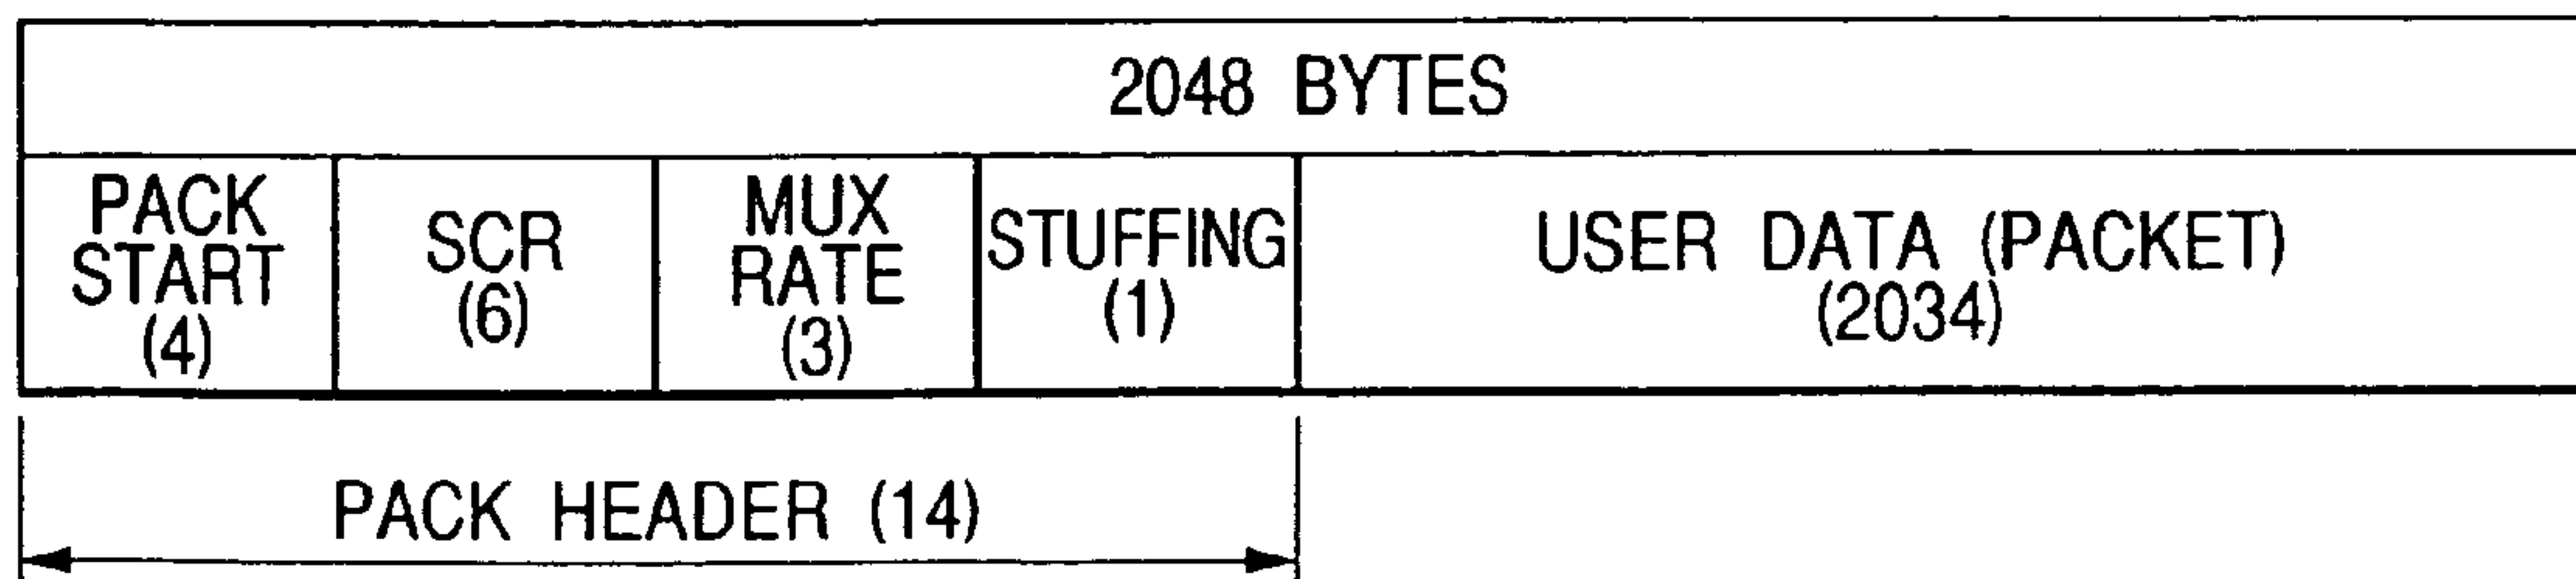 2048 BYTES
PACK
START
(4)
SCR
(6)
MUX
RATE
(3)
STUFFING
(1)
USER DATA (PACKET)
(2034)
PACK HEADER (14)